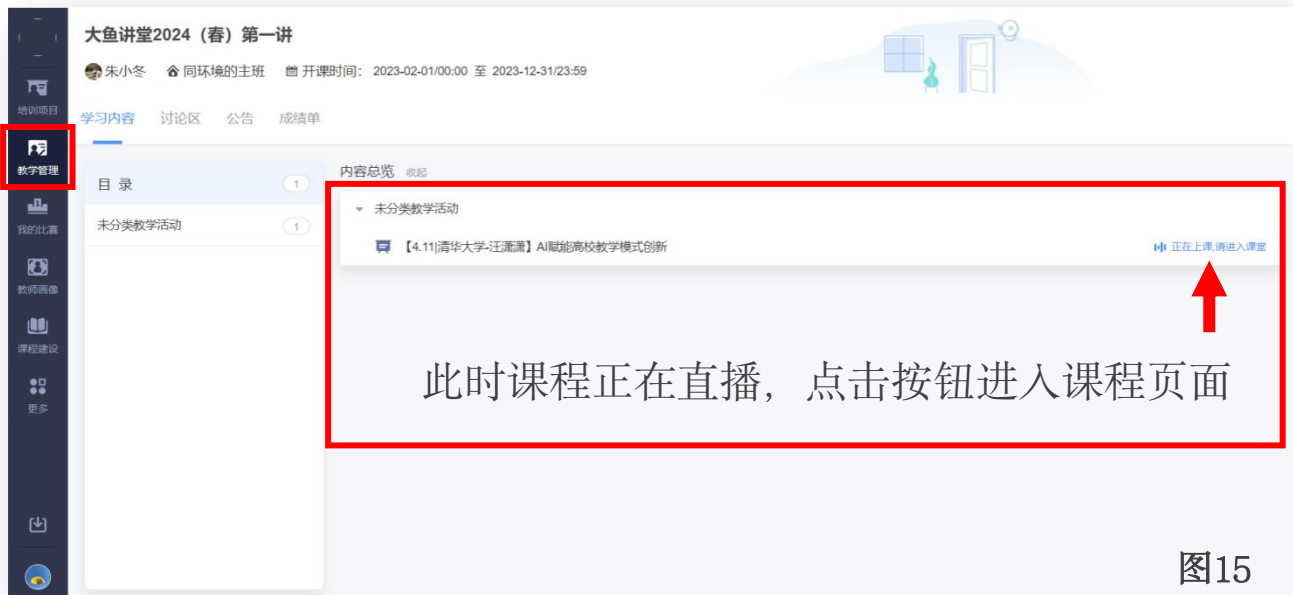 大鱼讲堂2024（春）第一讲
朱小冬 同环境的主班 开课时间： 2023-02-01/00:00 至 2023-12-31/23:59
学习内容 讨论区 公告 成绩单
培训项目
教学管理
我的比赛
教师画像
课程建设
更多
目 录 1
未分类教学活动 1
内容总览 收起
未分类教学活动
【4.11|清华大学-汪潇潇】AI赋能高校教学模式创新 正在上课,请进入课堂
此时课程正在直播，点击按钮进入课程页面
图15